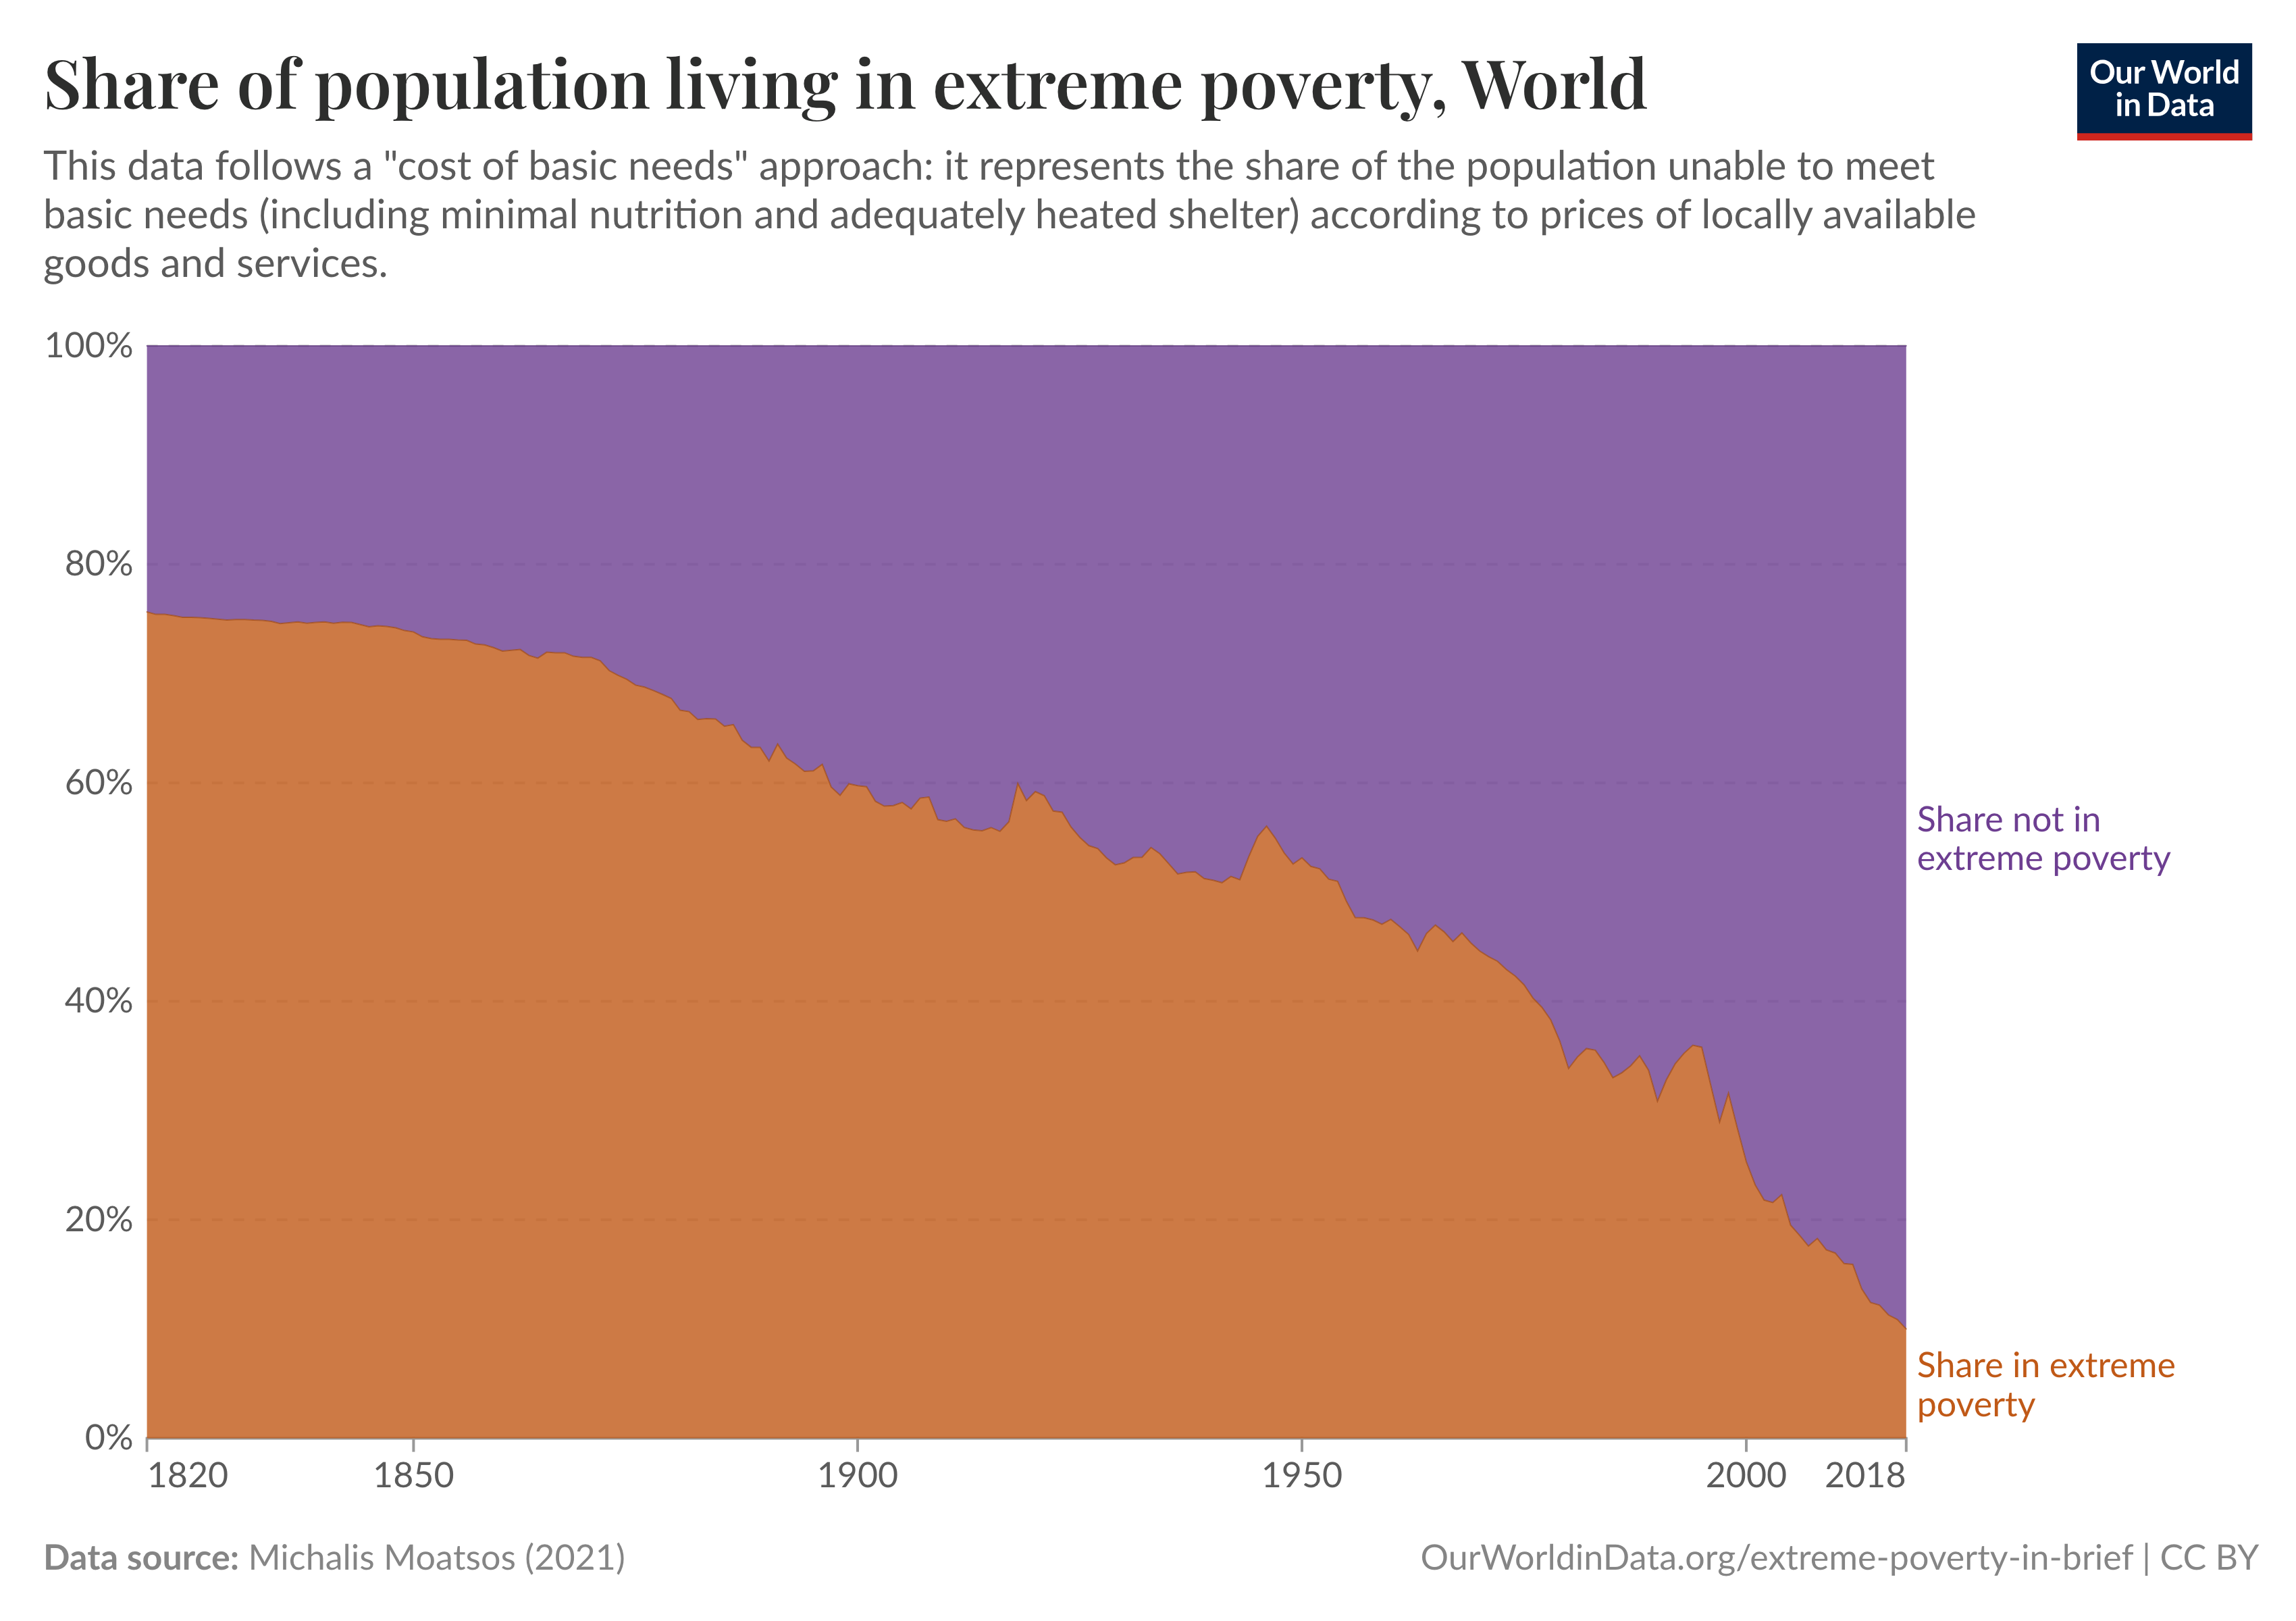 Share of population living in extreme poverty, World
Our World
in Data
This data follows a "cost of basic needs" approach: it represents the share of the population unable to meet
basic needs (including minimal nutrition and adequately heated shelter) according to prices of locally available
goods and services.
100%
80%
60%
40%
20%
0%
Share not in
extreme poverty
Share in extreme
poverty
1820
1850
1900
1950
2000
2018
Data source: Michalis Moatsos (2021)
OurWorldinData.org/extreme-poverty-in-brief | CC BY